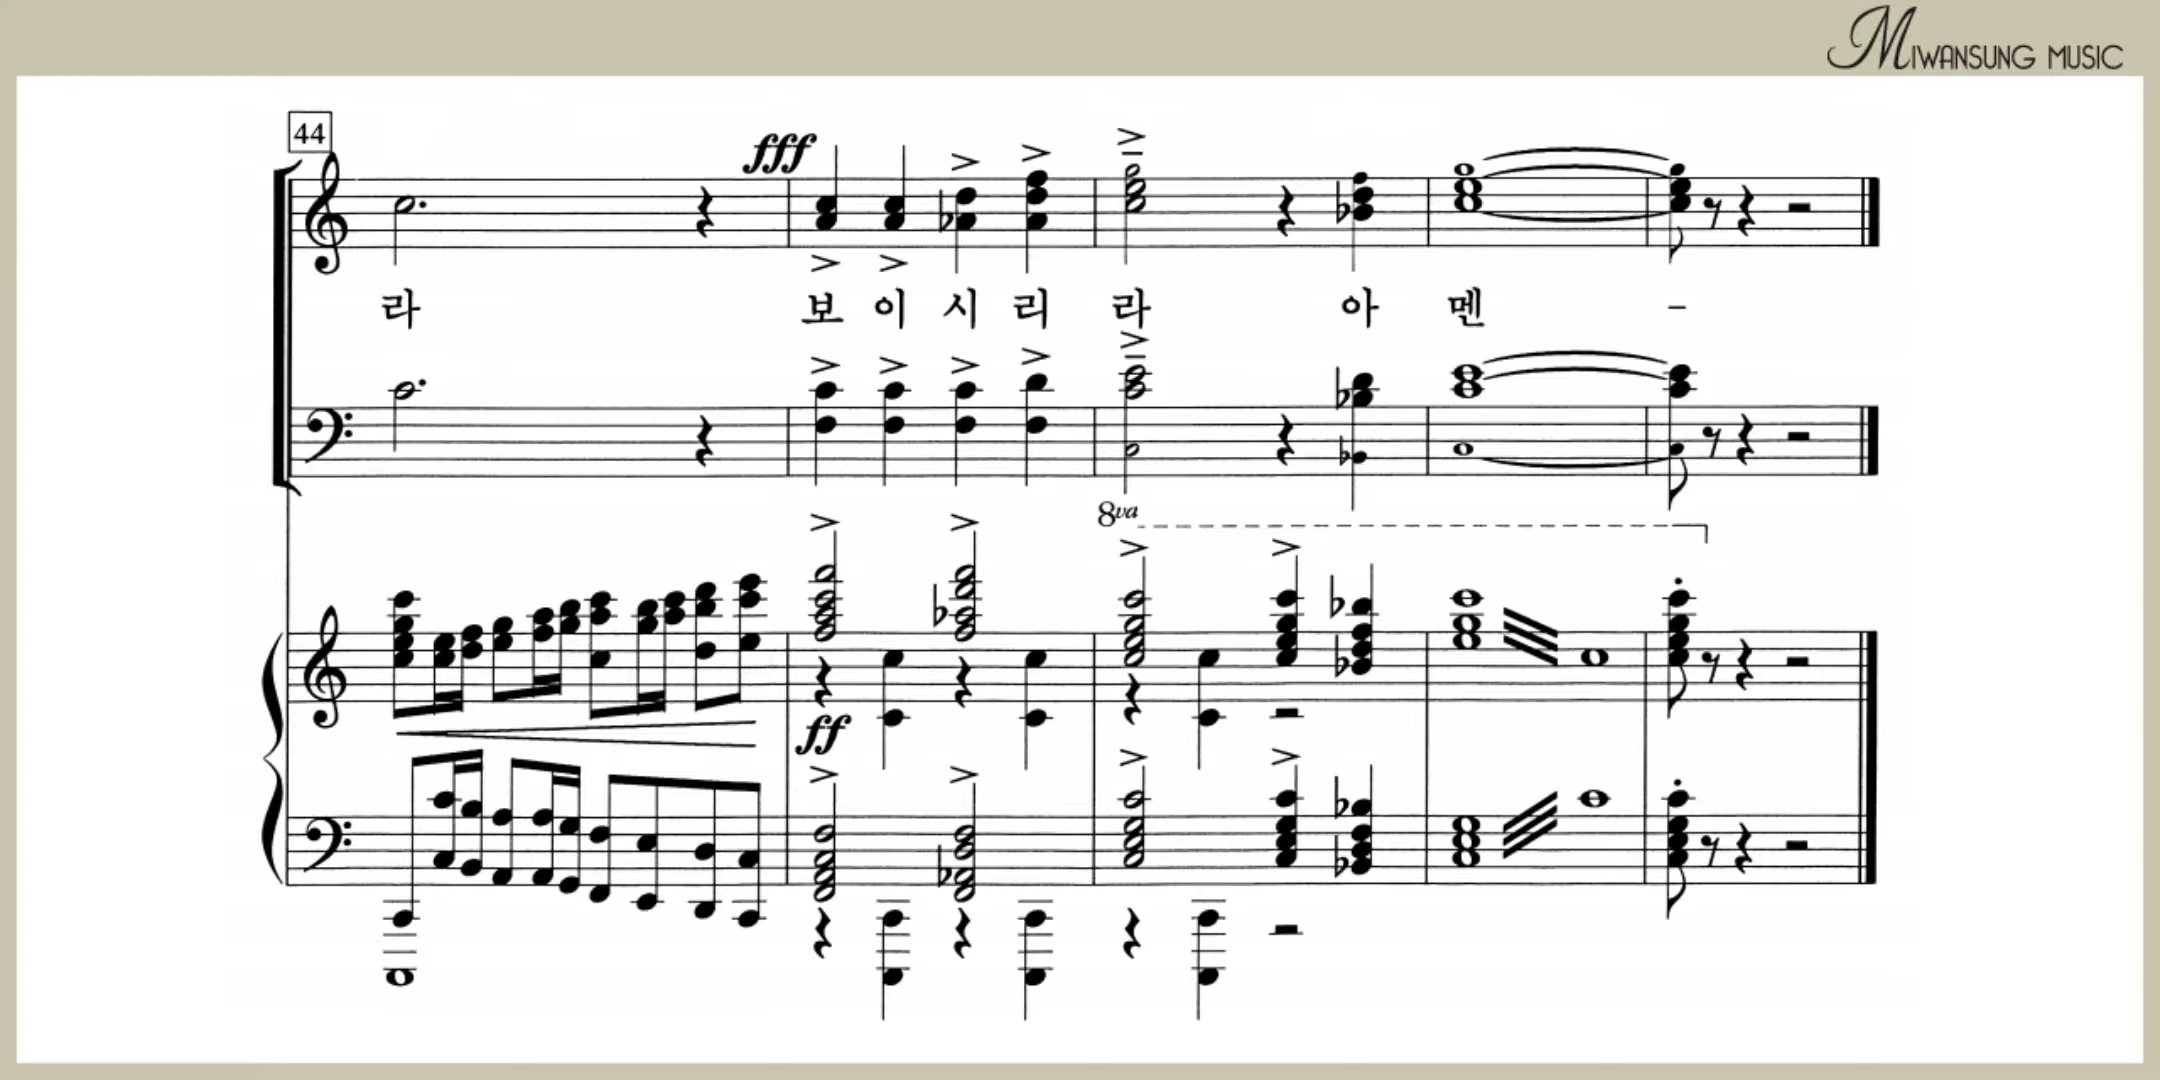 MIWANSUNG MUSIC
44
fff
라 보 이 시 리 라 아 멘 -
8va
ff